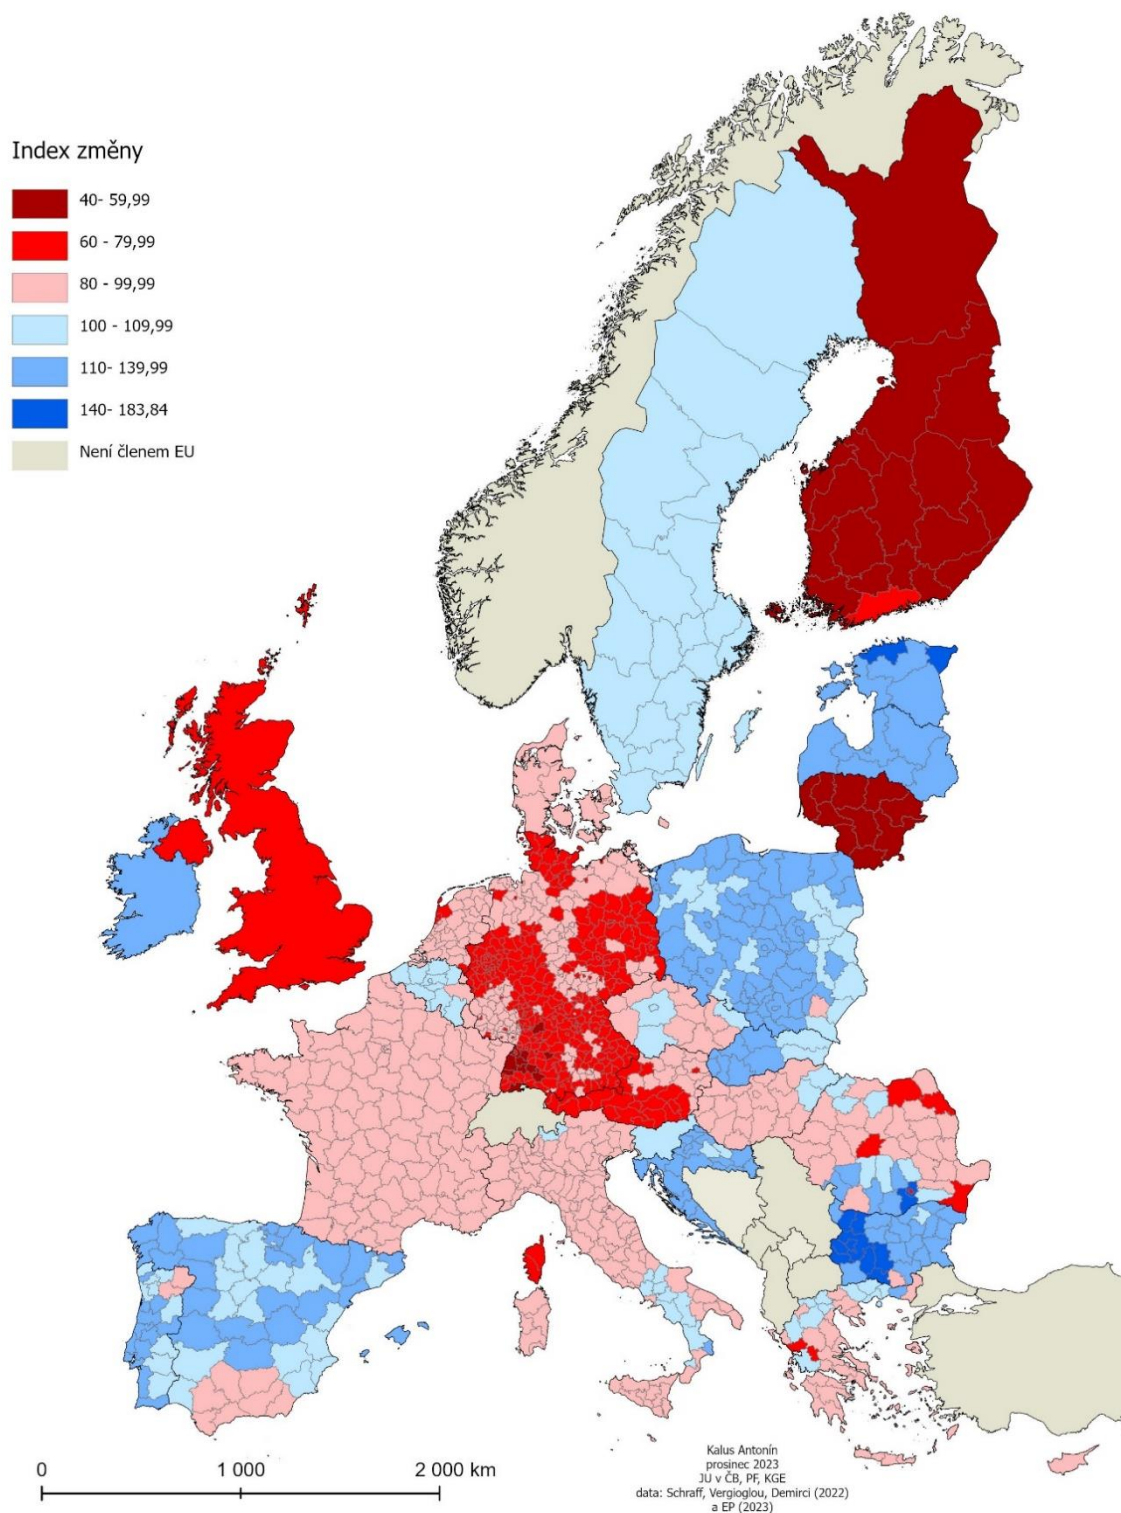 Index změny
40- 59,99
60 - 79,99
80 - 99,99
100 - 109,99
110- 139,99
140- 183,84
Není členem EU
0 1 000 2 000 km
Kalus Antonín
prosinec 2023
JU v ČB, PF, KGE
data: Schraff, Vergioglou, Demirci (2022)
a EP (2023)